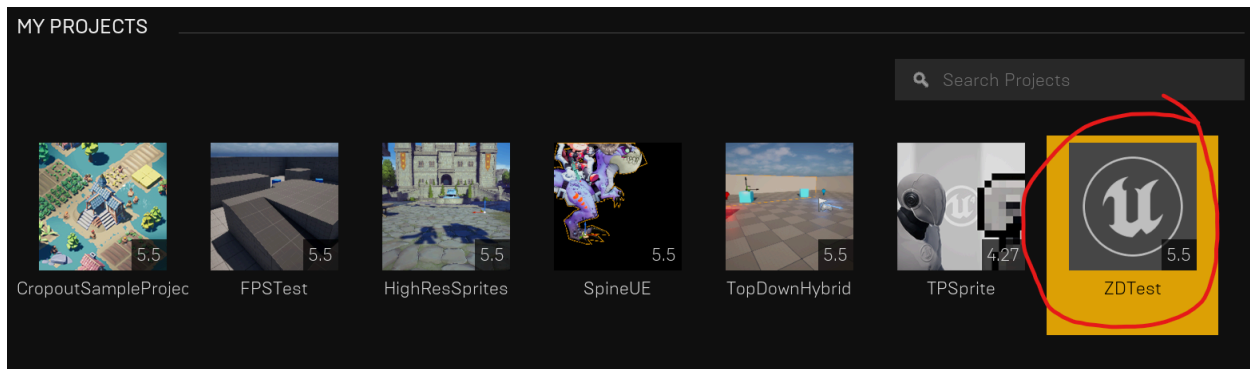 MY PROJECTS
Search Projects
5.5
5.5
5.5
5.5
5.5
4.27
5.5
CropoutSampleProjec
FPSTest
HighResSprites
SpineUE
TopDownHybrid
TPSprite
ZDTest